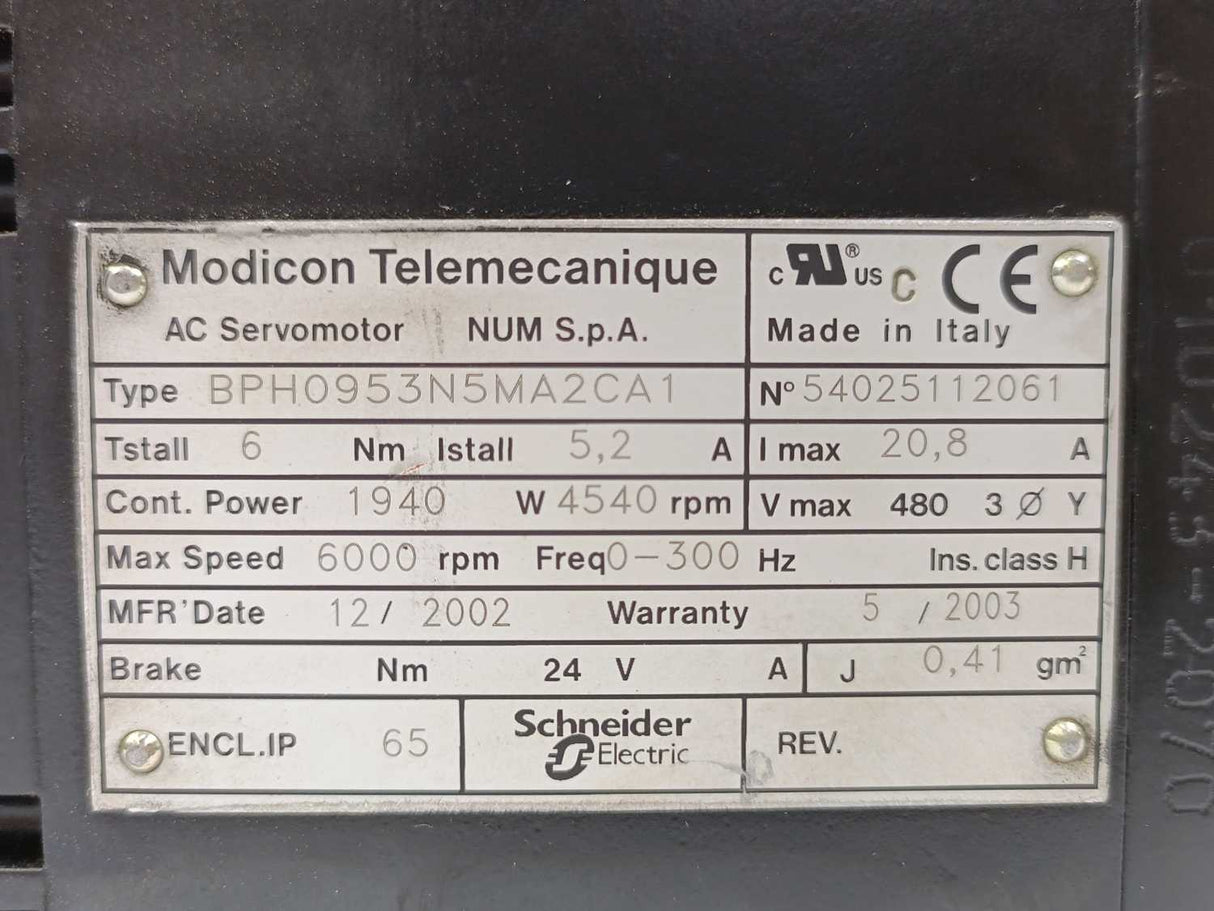 Modicon Telemecanique
AC Servomotor NUM S.p.A.
c RU ® US C CE
Made in Italy
Type BPH0953N5MA2CA1 N° 54025112061
Tstall 6 Nm Istall 5,2 A I max 20,8 A
Cont. Power 1940 W 4540 rpm V max 480 3 Ø Y
Max Speed 6000 rpm Freq 0-300 Hz Ins. class H
MFR'Date 12 / 2002 Warranty 5 / 2003
Brake Nm 24 V A J 0,41 gm²
ENCL.IP 65 Schneider Electric REV.